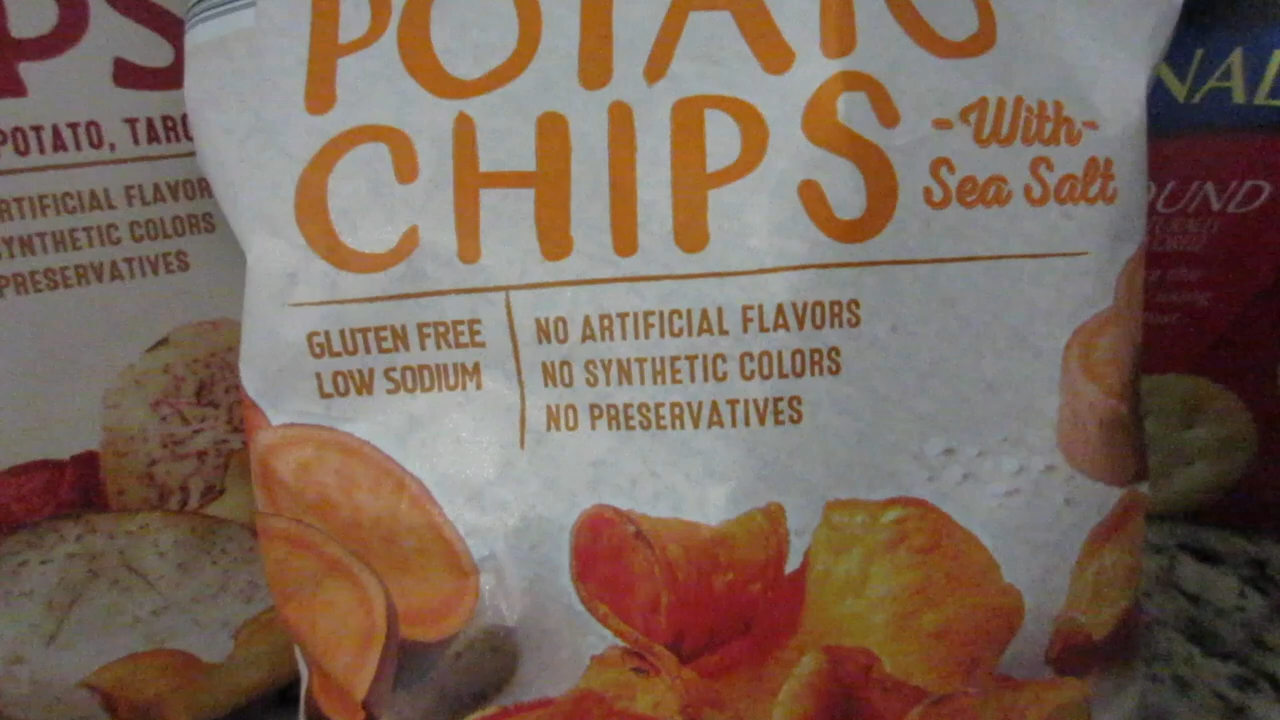 PS
POTATO, TARO
ARTIFICIAL FLAVOR
SYNTHETIC COLORS
PRESERVATIVES
POTATO
CHIPS
-With-
Sea Salt
GLUTEN FREE
LOW SODIUM
NO ARTIFICIAL FLAVORS
NO SYNTHETIC COLORS
NO PRESERVATIVES
NAL
OUND